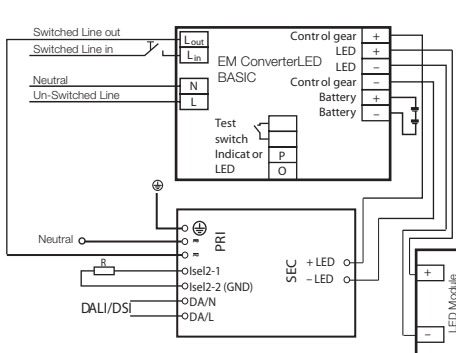 Switched Line out
Switched Line in
Neutral
Un-Switched Line
Lout
Lin
N
L
EM ConverterLED
BASIC
Control gear +
LED +
LED –
Control gear –
Battery +
Battery –
Test
switch
Indicator
LED
P
O
Neutral
R
DALI/DSI
PRI
Isel2-1
Isel2-2 (GND)
DA/N
DA/L
SEC
+ LED
– LED
+
–
LED Module